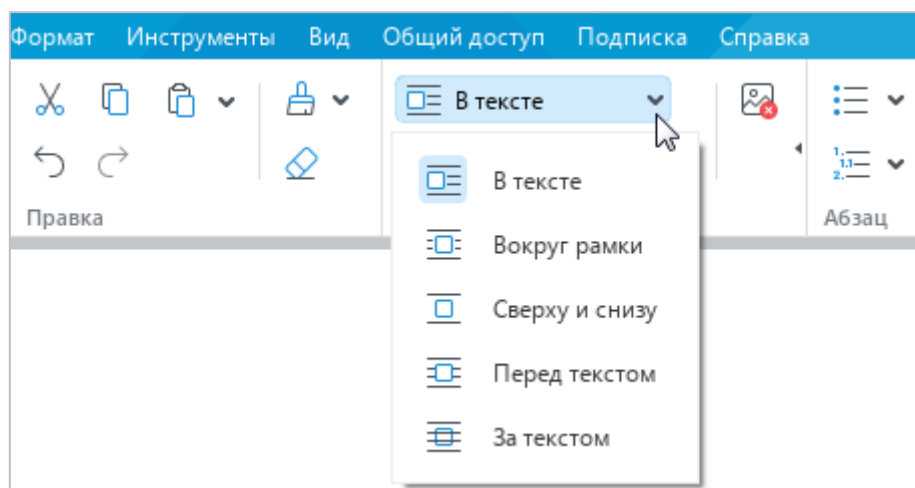 Формат Инструменты Вид Общий доступ Подписка Справка
В тексте
Правка
Абзац
В тексте
Вокруг рамки
Сверху и снизу
Перед текстом
За текстом